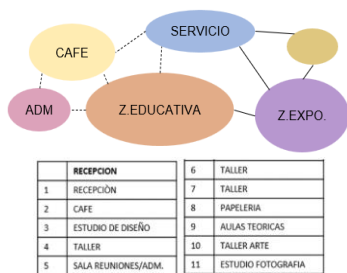 SERVICIO
CAFE
ADM
Z.EDUCATIVA
Z.EXPO.
RECEPCION
1 RECEPCIÒN
2 CAFE
3 ESTUDIO DE DISEÑO
4 TALLER
5 SALA REUNIONES/ADM.
6 TALLER
7 TALLER
8 PAPELERIA
9 AULAS TEORICAS
10 TALLER ARTE
11 ESTUDIO FOTOGRAFIA